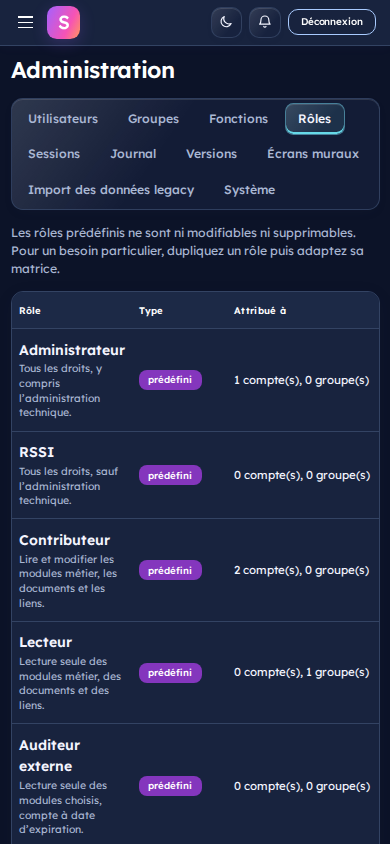 S
Déconnexion
Administration
Utilisateurs
Groupes
Fonctions
Rôles
Sessions
Journal
Versions
Écrans muraux
Import des données legacy
Système
Les rôles prédéfinis ne sont ni modifiables ni supprimables.
Pour un besoin particulier, dupliquez un rôle puis adaptez sa
matrice.
Rôle
Type
Attribué à
Administrateur
Tous les droits, y
compris
l'administration
technique.
prédéfini
1 compte(s), 0 groupe(s)
RSSI
Tous les droits, sauf
l'administration
technique.
prédéfini
0 compte(s), 0 groupe(s)
Contributeur
Lire et modifier les
modules métier, les
documents et les
liens.
prédéfini
2 compte(s), 0 groupe(s)
Lecteur
Lecture seule des
modules métier, des
documents et des
liens.
prédéfini
0 compte(s), 1 groupe(s)
Auditeur
externe
Lecture seule des
modules choisis,
compte à date
d'expiration.
prédéfini
0 compte(s), 0 groupe(s)